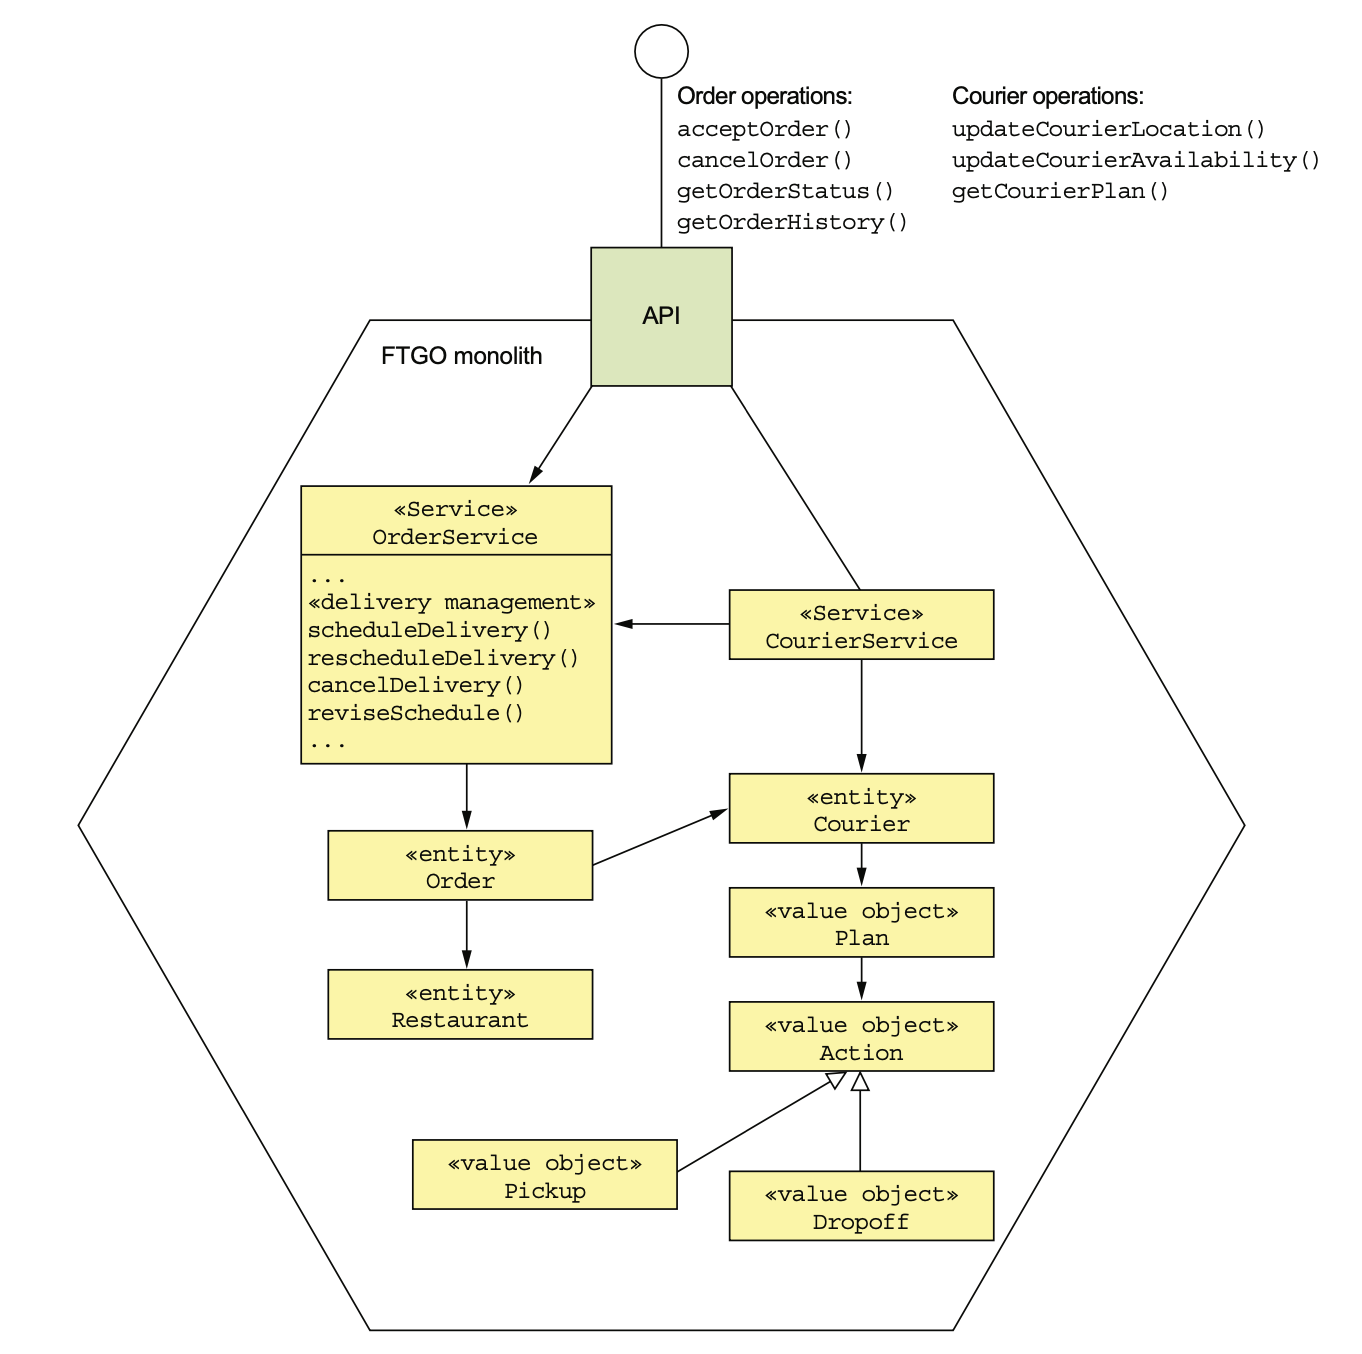 Order operations:
acceptOrder()
cancelOrder()
getOrderStatus()
getOrderHistory()
Courier operations:
updateCourierLocation()
updateCourierAvailability()
getCourierPlan()
API
FTGO monolith
«Service»
OrderService
...
«delivery management»
scheduleDelivery()
rescheduleDelivery()
cancelDelivery()
reviseSchedule()
...
«Service»
CourierService
«entity»
Courier
«entity»
Order
«value object»
Plan
«entity»
Restaurant
«value object»
Action
«value object»
Pickup
«value object»
Dropoff